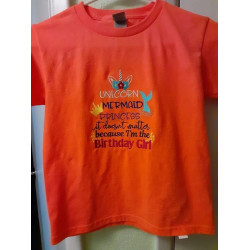 UNICORN
MERMAID
PRINCESS
it doesn't matter
because I'm the
Birthday Girl